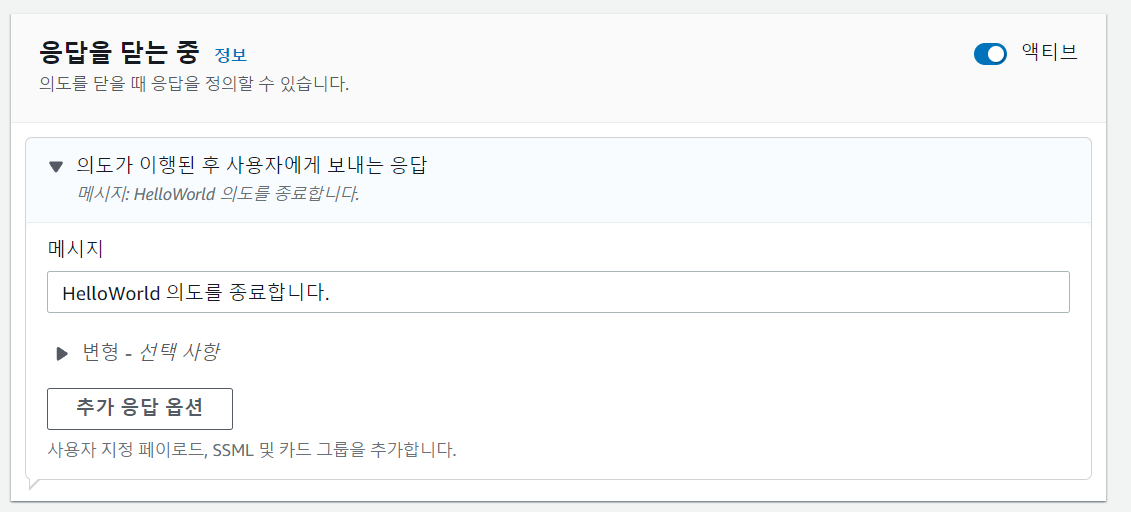 응답을 닫는 중 정보
액티브
의도를 닫을 때 응답을 정의할 수 있습니다.
의도가 이행된 후 사용자에게 보내는 응답
메시지: HelloWorld 의도를 종료합니다.
메시지
HelloWorld 의도를 종료합니다.
변형 - 선택 사항
추가 응답 옵션
사용자 지정 페이로드, SSML 및 카드 그룹을 추가합니다.